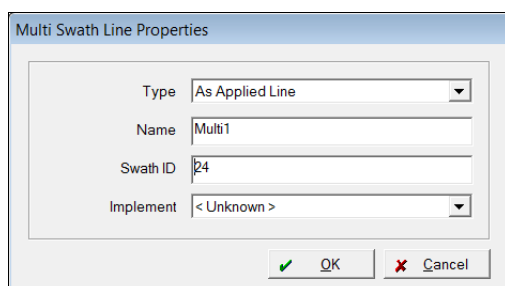 Multi Swath Line Properties
Type As Applied Line
Name Multi1
Swath ID 24
Implement < Unknown >
OK Cancel